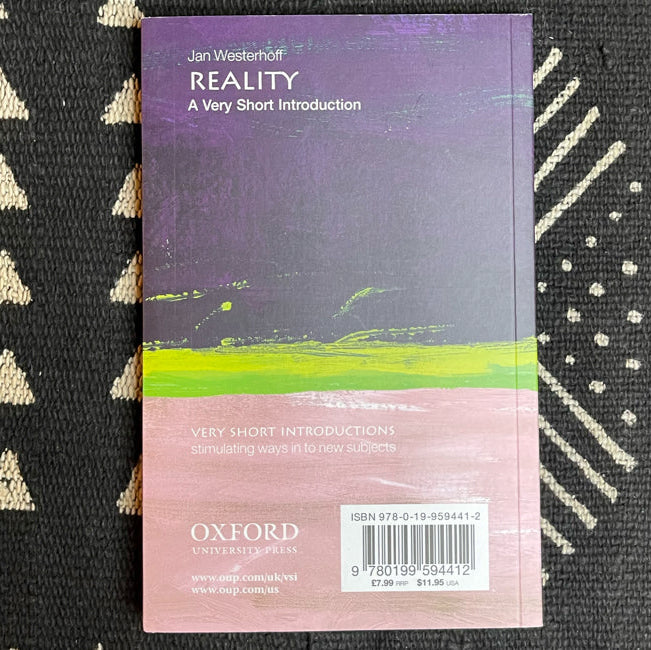 Jan Westerhoff
REALITY
A Very Short Introduction
VERY SHORT INTRODUCTIONS
stimulating ways in to new subjects
OXFORD
UNIVERSITY PRESS
www.oup.com/uk/vsi
www.oup.com/us
ISBN 978-0-19-959441-2
9 780199 594412
£7.99 RRP $11.95 USA